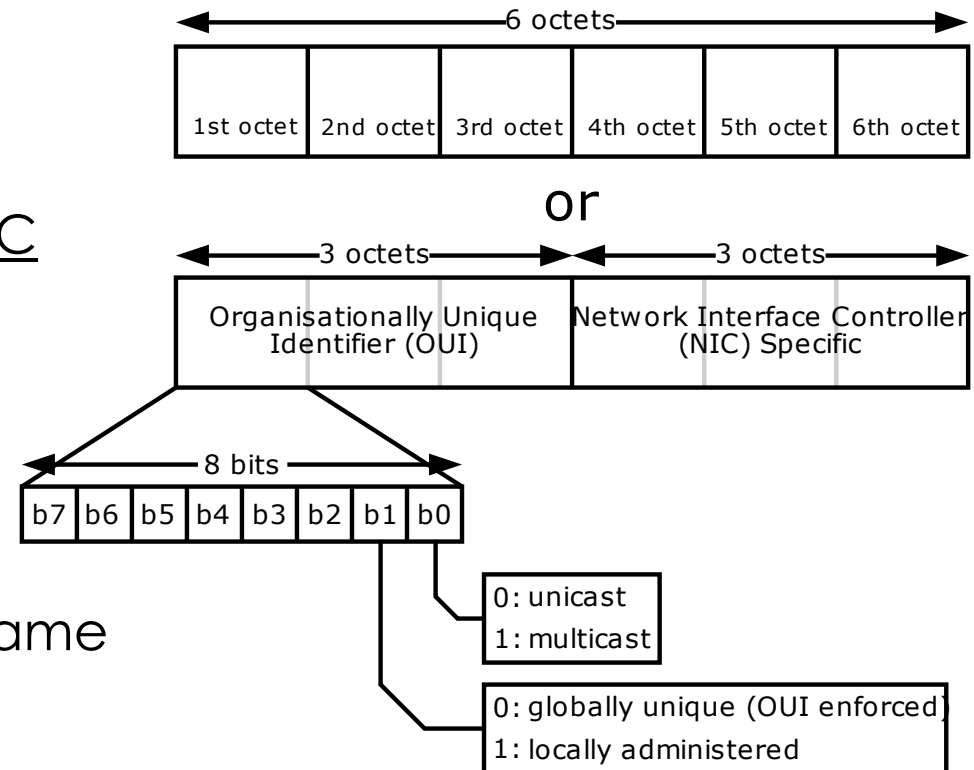 6 octets
1st octet 2nd octet 3rd octet 4th octet 5th octet 6th octet
or
C
3 octets 3 octets
Organisationally Unique
Identifier (OUI)
Network Interface Controller
(NIC) Specific
8 bits
b7 b6 b5 b4 b3 b2 b1 b0
0: unicast
1: multicast
ame
0: globally unique (OUI enforced)
1: locally administered